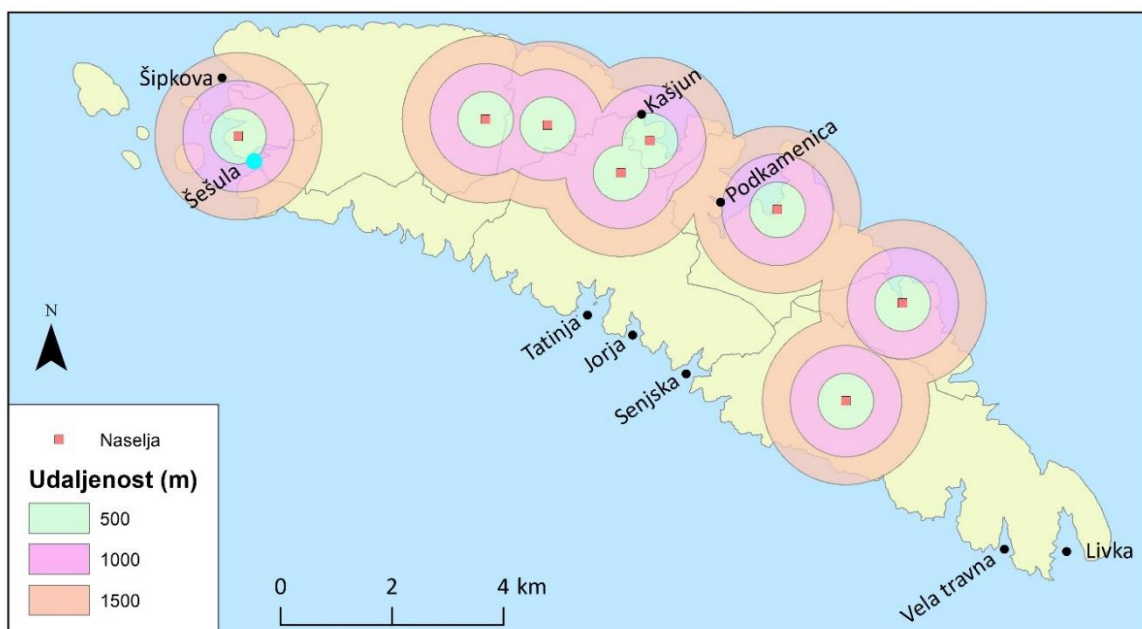 Šipkova
Kašjun
Šešula
Podkamenica
N
Tatinja
Jorja
Senjska
Naselja
Udaljenost (m)
500
1000
1500
0 2 4 km
Vela travna
Livka